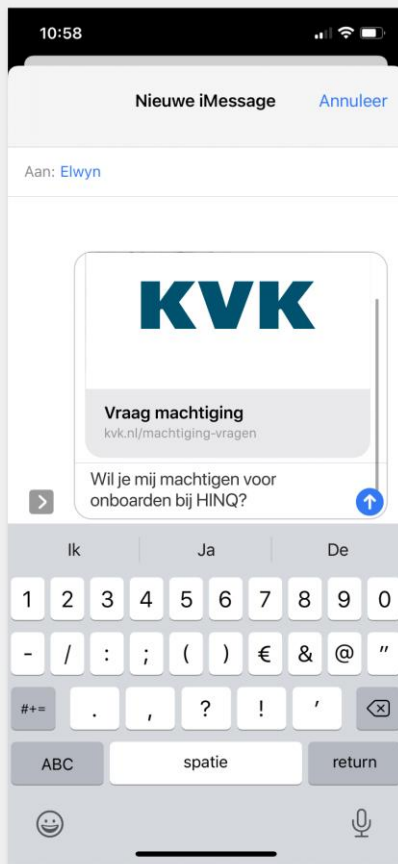 10:58
Nieuwe iMessage Annuleer
Aan: Elwyn
KVK
Vraag machtiging
kvk.nl/machtiging-vragen
Wil je mij machtigen voor
onboarden bij HINQ?
Ik Ja De
1 2 3 4 5 6 7 8 9 0
- / : ; ( ) € & @ "
#+= . , ? ! '
ABC spatie return